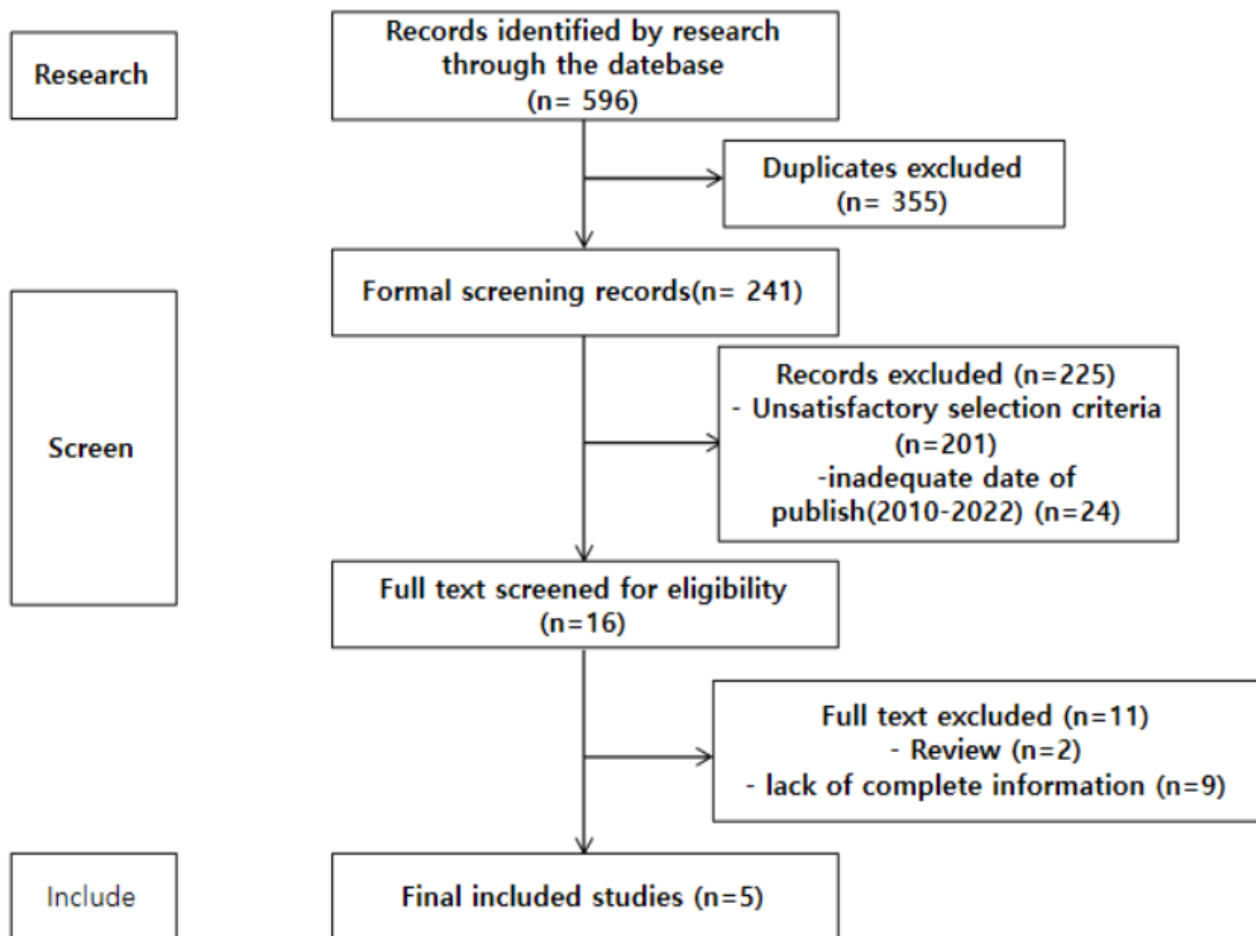 Research
Records identified by research
through the datebase
(n= 596)
Duplicates excluded
(n= 355)
Screen
Formal screening records(n= 241)
Records excluded (n=225)
- Unsatisfactory selection criteria
(n=201)
-inadequate date of
publish(2010-2022) (n=24)
Full text screened for eligibility
(n=16)
Full text excluded (n=11)
- Review (n=2)
- lack of complete information (n=9)
Include
Final included studies (n=5)